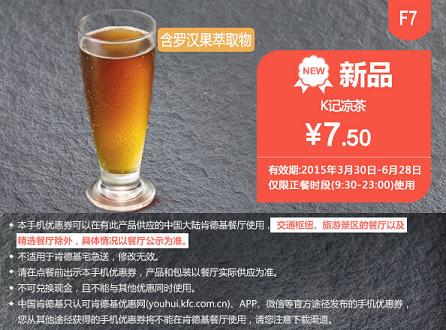 F7
含罗汉果萃取物
NEW 新品
K记凉茶
¥7.50
有效期:2015年3月30日-6月28日
仅限正餐时段(9:30-23:00)使用
本手机优惠券可以在有此产品供应的中国大陆肯德基餐厅使用，交通枢纽、旅游景区的餐厅以及
精选餐厅除外，具体情况以餐厅公示为准。
不适用于肯德基宅急送，修改无效。
请在点餐前出示本手机优惠券，产品和包装以餐厅实际供应为准。
不可兑换现金，且不能与其他优惠同时使用。
中国肯德基只认可肯德基优惠网(youhui.kfc.com.cn)、APP、微信等官方途径发布的手机优惠券，
您从其他途径获得的手机优惠券将不能在肯德基餐厅使用，请您注意下载渠道。